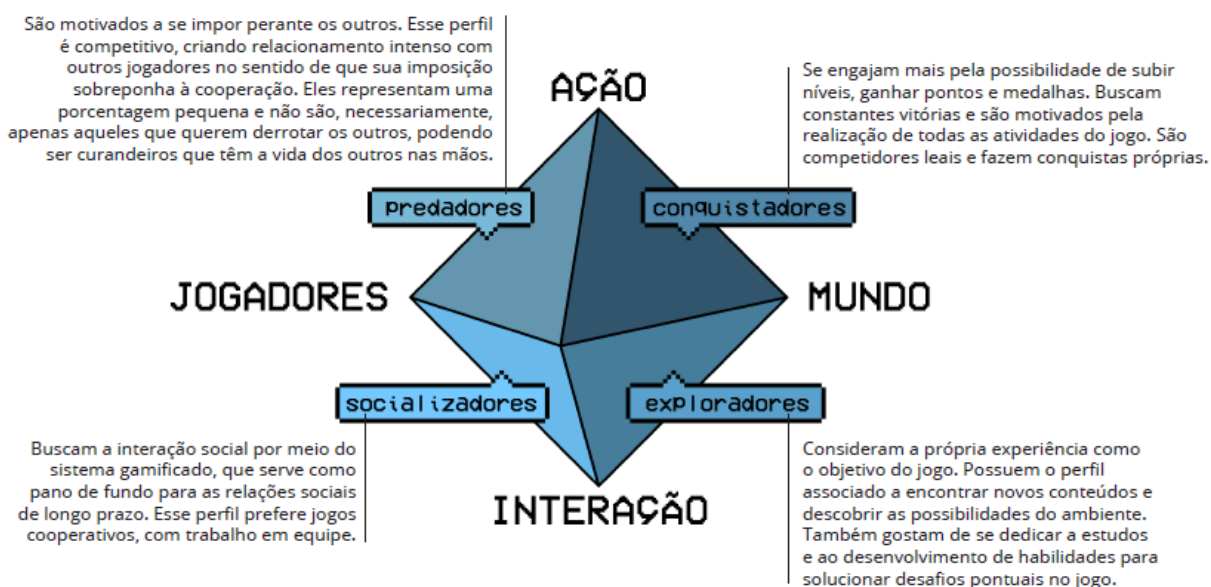 São motivados a se impor perante os outros. Esse perfil
é competitivo, criando relacionamento intenso com
outros jogadores no sentido de que sua imposição
sobreponha à cooperação. Eles representam uma
porcentagem pequena e não são, necessariamente,
apenas aqueles que querem derrotar os outros, podendo
ser curandeiros que têm a vida dos outros nas mãos.
AÇÃO
Se engajam mais pela possibilidade de subir
níveis, ganhar pontos e medalhas. Buscam
constantes vitórias e são motivados pela
realização de todas as atividades do jogo. São
competidores leais e fazem conquistas próprias.
predadores
conquistadores
JOGADORES
MUNDO
socializadores
exploradores
Buscam a interação social por meio do
sistema gamificado, que serve como
pano de fundo para as relações sociais
de longo prazo. Esse perfil prefere jogos
cooperativos, com trabalho em equipe.
INTERAÇÃO
Consideram a própria experiência como
o objetivo do jogo. Possuem o perfil
associado a encontrar novos conteúdos e
descobrir as possibilidades do ambiente.
Também gostam de se dedicar a estudos
e ao desenvolvimento de habilidades para
solucionar desafios pontuais no jogo.